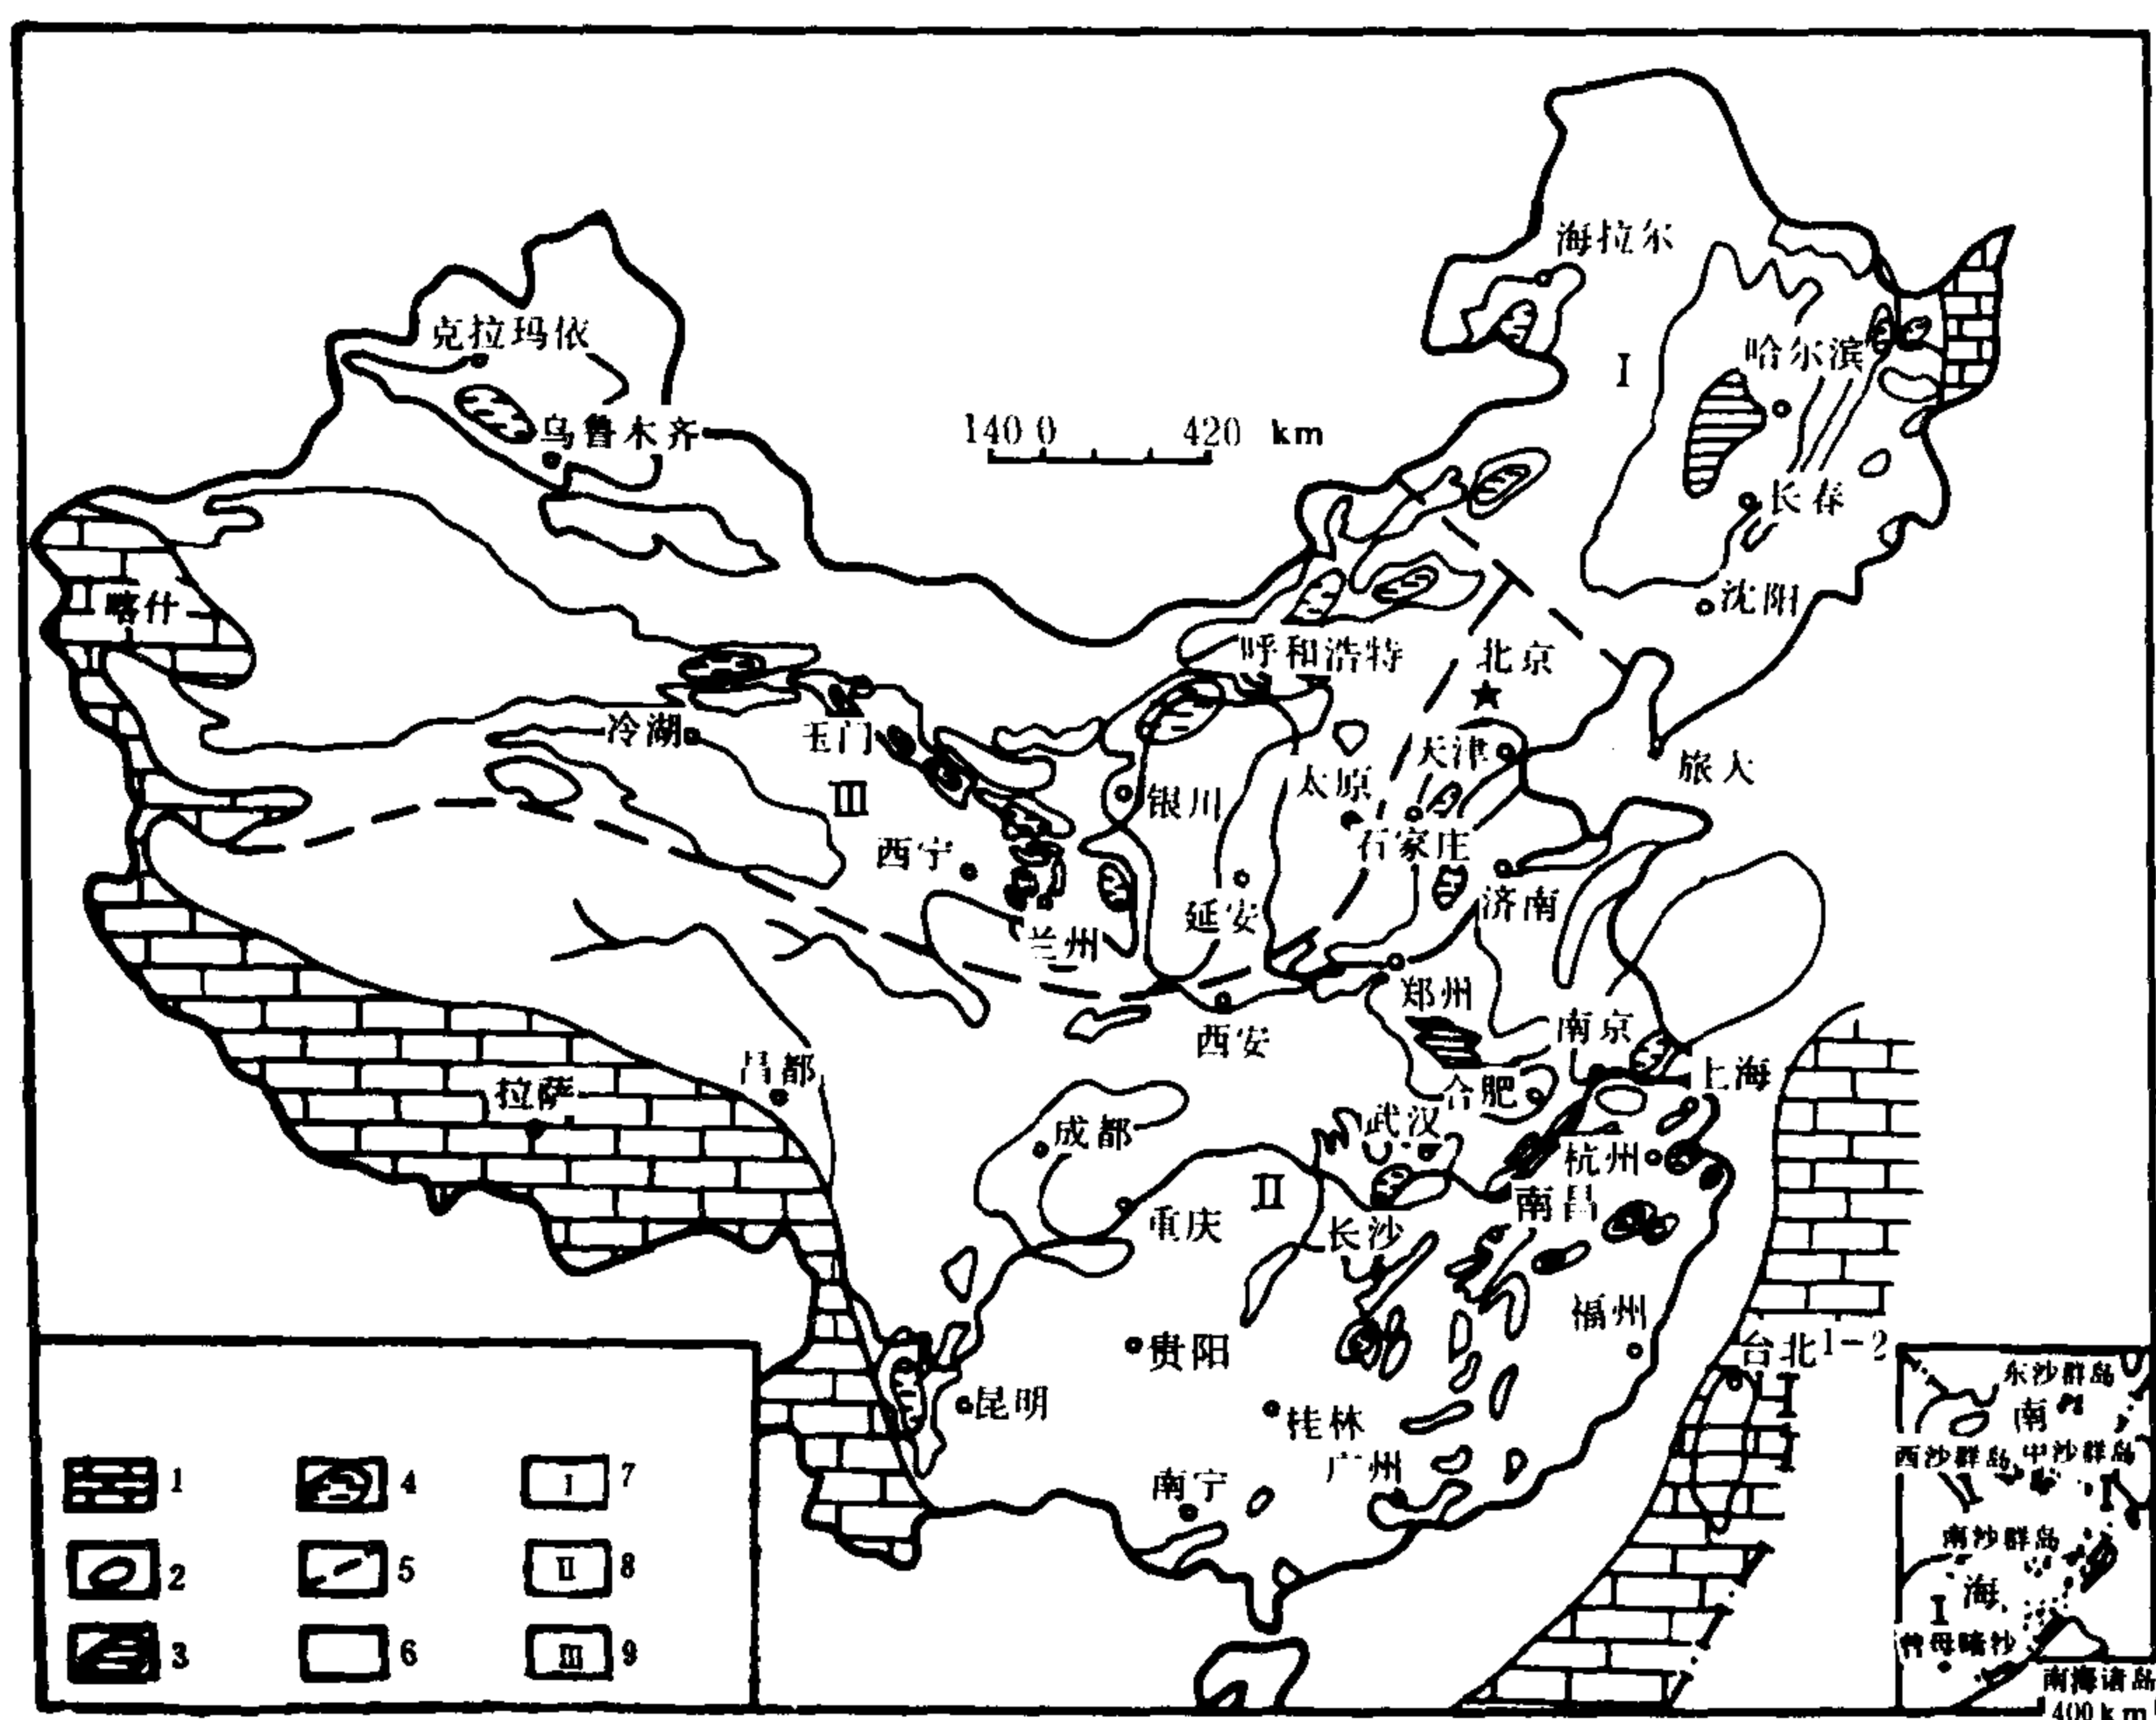 海拉尔
克拉玛依
哈尔滨
I
乌鲁木齐
140 0 420 km
长春
喀什
沈阳
呼和浩特
北京
冷湖
玉门
天津
旅大
太原
III
银川
西宁
石家庄
济南
延安
兰州
郑州
西安
南京
昌都
上海
拉萨
合肥
成都
武汉
杭州
II
南昌
重庆
长沙
福州
贵阳
台北
1-2
昆明
桂林
广州
南宁
东沙群岛
南
西沙群岛 中沙群岛
南沙群岛
海
曾母暗沙
南海诸岛
400 km
1 4 I 7
2 5 II 8
3 6 III 9